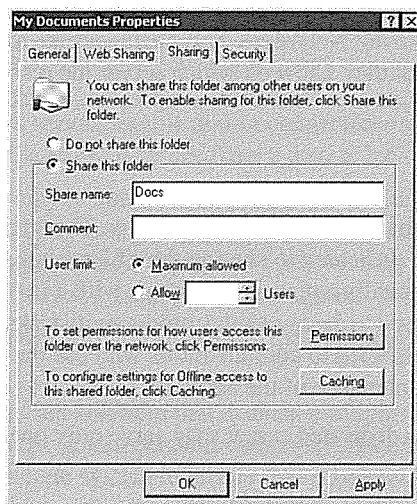 My Documents Properties
General Web Sharing Sharing Security
You can share this folder among other users on your
network. To enable sharing for this folder, click Share this
folder.
Do not share this folder
Share this folder
Share name: Docs
Comment:
User limit: Maximum allowed
Allow Users
To set permissions for how users access this
folder over the network, click Permissions.
Permissions
To configure settings for Offline access to
this shared folder, click Caching.
Caching
OK Cancel Apply